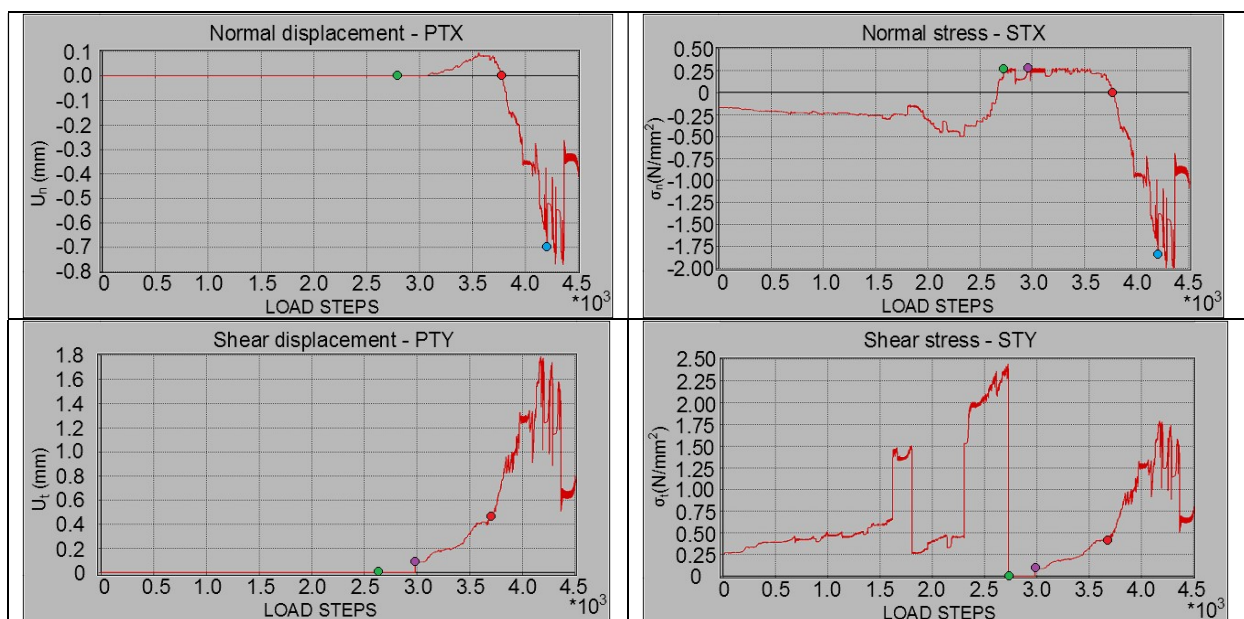 Normal displacement - PTX
0.1
0.0
-0.1
-0.2
-0.3
-0.4
-0.5
-0.6
-0.7
-0.8
Un (mm)
0 0.5 1.0 1.5 2.0 2.5 3.0 3.5 4.0 4.5
*10³
LOAD STEPS
Normal stress - STX
0.50
0.25
0
-0.25
-0.50
-0.75
-1.00
-1.25
-1.50
-1.75
-2.00
σn(N/mm²)
0 0.5 1.0 1.5 2.0 2.5 3.0 3.5 4.0 4.5
*10³
LOAD STEPS
Shear displacement - PTY
1.8
1.6
1.4
1.2
1.0
0.8
0.6
0.4
0.2
0
Ut (mm)
0 0.5 1.0 1.5 2.0 2.5 3.0 3.5 4.0 4.5
*10³
LOAD STEPS
Shear stress - STY
2.50
2.25
2.00
1.75
1.50
1.25
1.00
0.75
0.50
0.25
0
σt(N/mm²)
0 0.5 1.0 1.5 2.0 2.5 3.0 3.5 4.0 4.5
*10³
LOAD STEPS